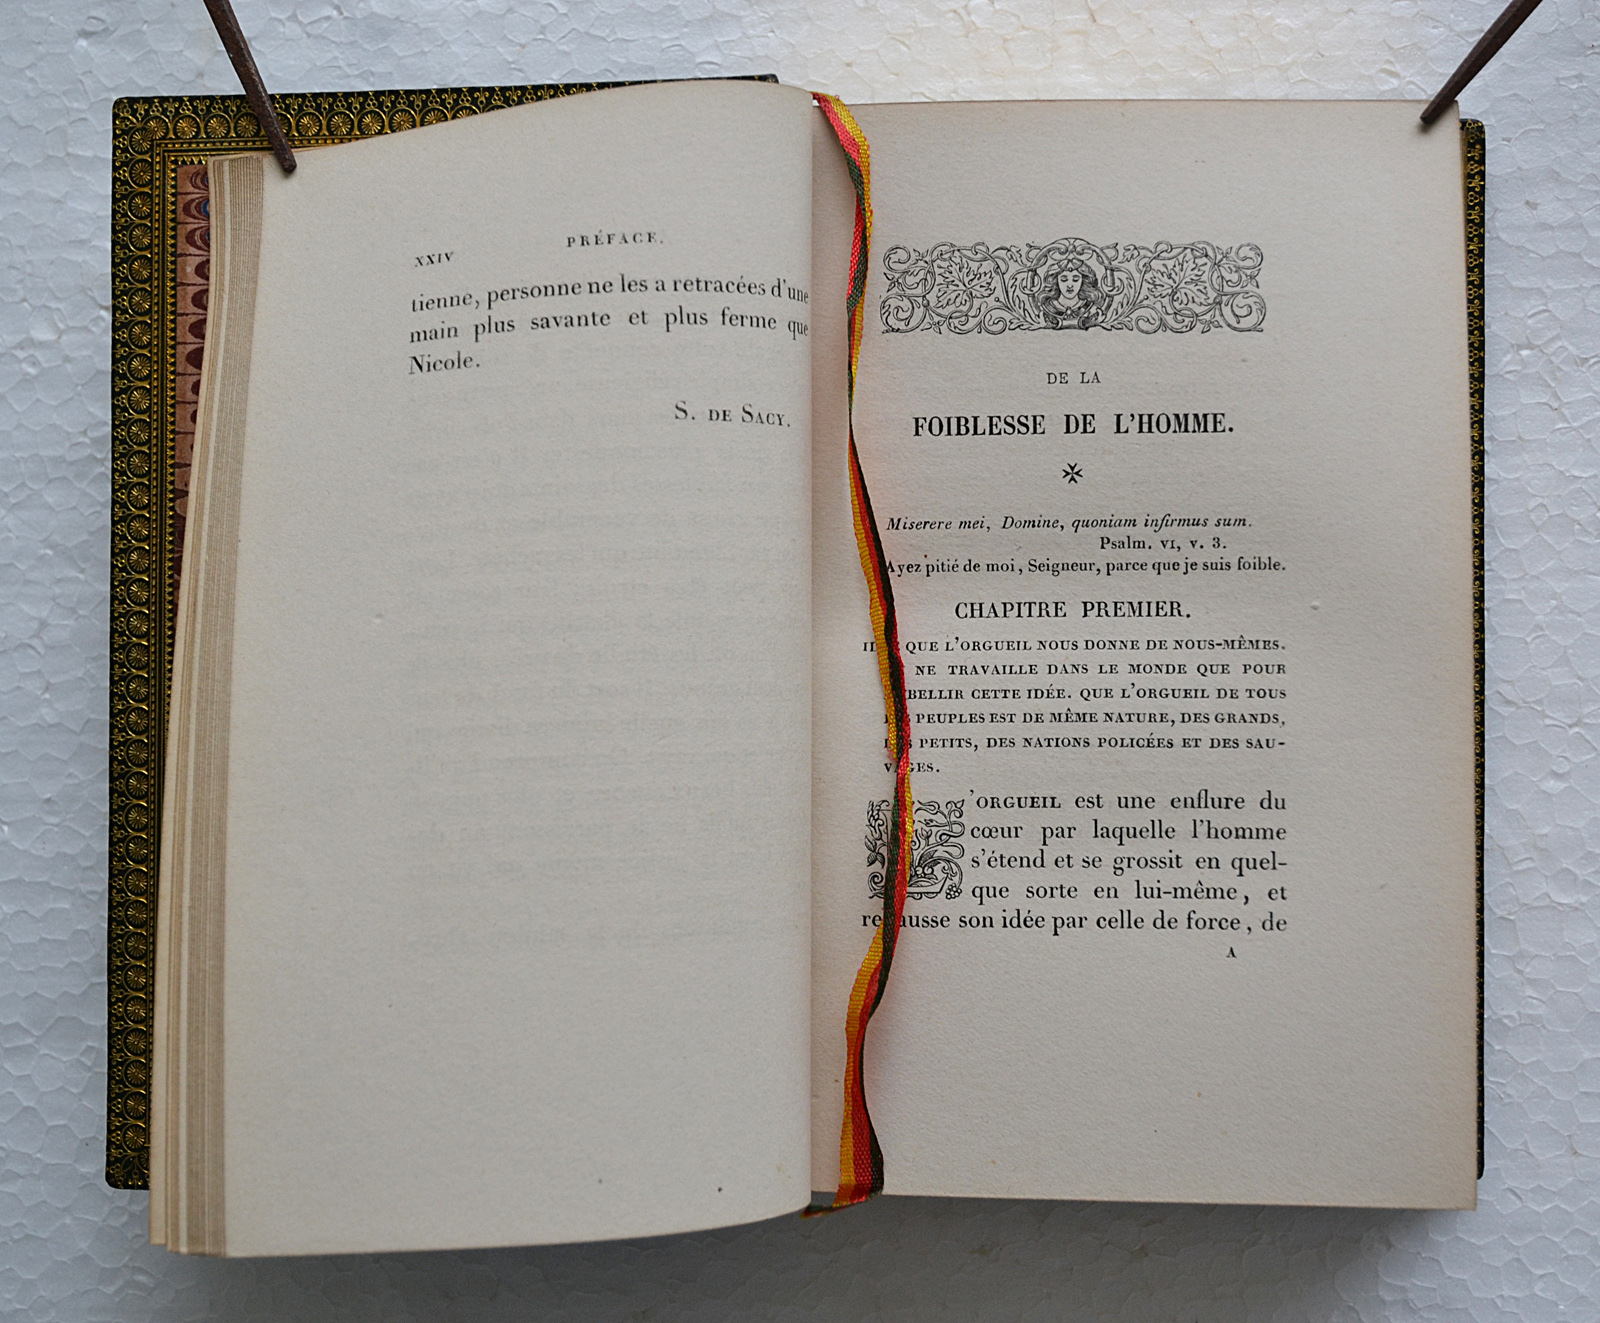 XXIV
PRÉFACE.
tienne, personne ne les a retracées d'une
main plus savante et plus ferme que
Nicole.
S. DE SACY.
DE LA
FOIBLESSE DE L'HOMME.
Miserere mei, Domine, quoniam infirmus sum.
Psalm. VI, v. 3.
Ayez pitié de moi, Seigneur, parce que je suis foible.
CHAPITRE PREMIER.
QUE L'ORGUEIL NOUS DONNE DE NOUS-MÊMES.
NE TRAVAILLE DANS LE MONDE QUE POUR
CETTE IDÉE. QUE L'ORGUEIL DE TOUS
PEUPLES EST DE MÊME NATURE, DES GRANDS,
PETITS, DES NATIONS POLICÉES ET DES SAU-
VAGES.
L'ORGUEIL est une enflure du
cœur par laquelle l'homme
s'étend et se grossit en quel-
que sorte en lui-même, et
rehausse son idée par celle de force, de
A